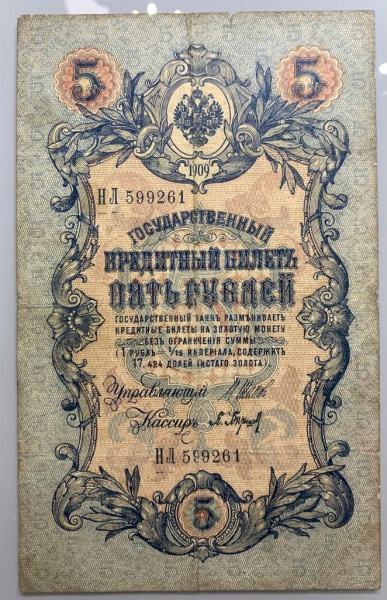 5 5
1909
НЛ 599261
ГОСУДАРСТВЕННЫЙ
КРЕДИТНЫЙ БИЛЕТЪ
ПЯТЬ РУБЛЕЙ
ГОСУДАРСТВЕННЫЙ БАНКЪ РАЗМѢНИВАЕТЪ
КРЕДИТНЫЕ БИЛЕТЫ НА ЗОЛОТУЮ МОНЕТУ
БЕЗЪ ОГРАНИЧЕНІЯ СУММЫ
(1 РУБЛЬ = 1/15 ИМПЕРІАЛА, СОДЕРЖИТЪ
17,424 ДОЛЕЙ ЧИСТАГО ЗОЛОТА)
Управляющій
Кассиръ
НЛ 599261
5